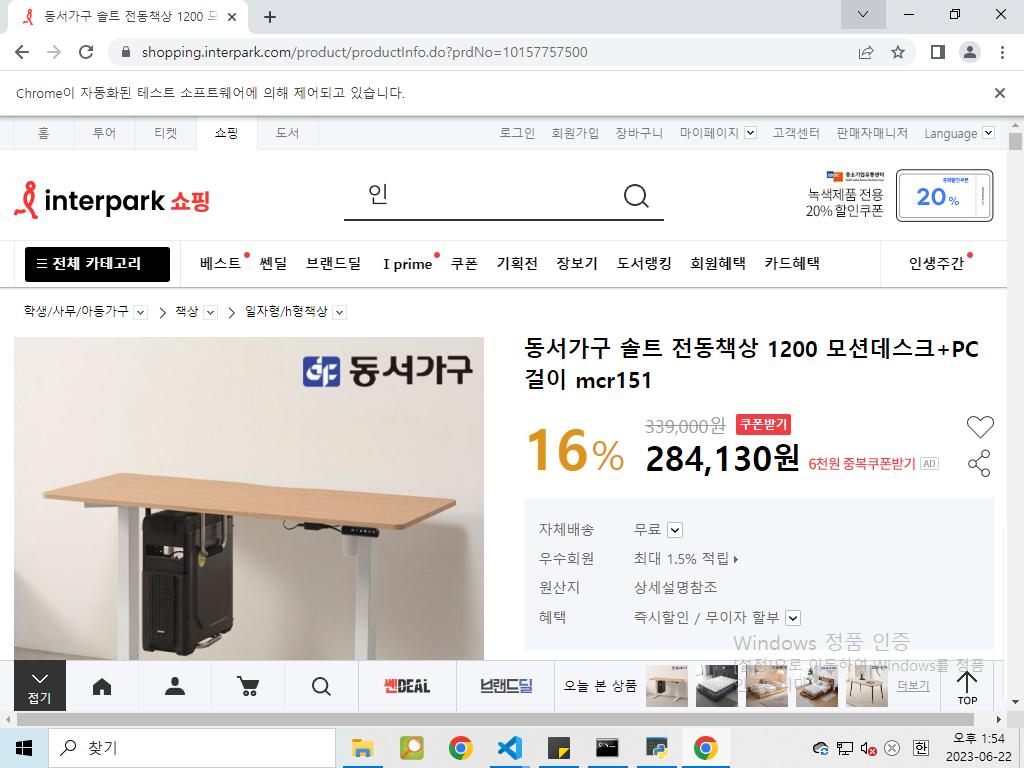 동서가구 솔트 전동책상 1200 모
shopping.interpark.com/product/productInfo.do?prdNo=10157757500
Chrome이 자동화된 테스트 소프트웨어에 의해 제어되고 있습니다.
홈 투어 티켓 쇼핑 도서 로그인 회원가입 장바구니 마이페이지 고객센터 판매자매니저 Language
interpark 쇼핑
인
중소기업유통센터
녹색제품 전용
20% 할인쿠폰
중복할인쿠폰
20%
전체 카테고리 베스트 쎈딜 브랜드딜 I prime 쿠폰 기획전 장보기 도서랭킹 회원혜택 카드혜택 인생주간
학생/사무/아동가구 책상 일자형/h형책상
동서가구
동서가구 솔트 전동책상 1200 모션데스크+PC
걸이 mcr151
339,000원 쿠폰받기
16% 284,130원 6천원 중복쿠폰받기 AD
자체배송 무료
우수회원 최대 1.5% 적립
원산지 상세설명참조
혜택 즉시할인 / 무이자 할부
Windows 정품 인증
[설정]으로 이동하여 Windows를 정품
접기
쎈DEAL
브랜드딜
오늘 본 상품
더보기
TOP
찾기
한
오후 1:54
2023-06-22